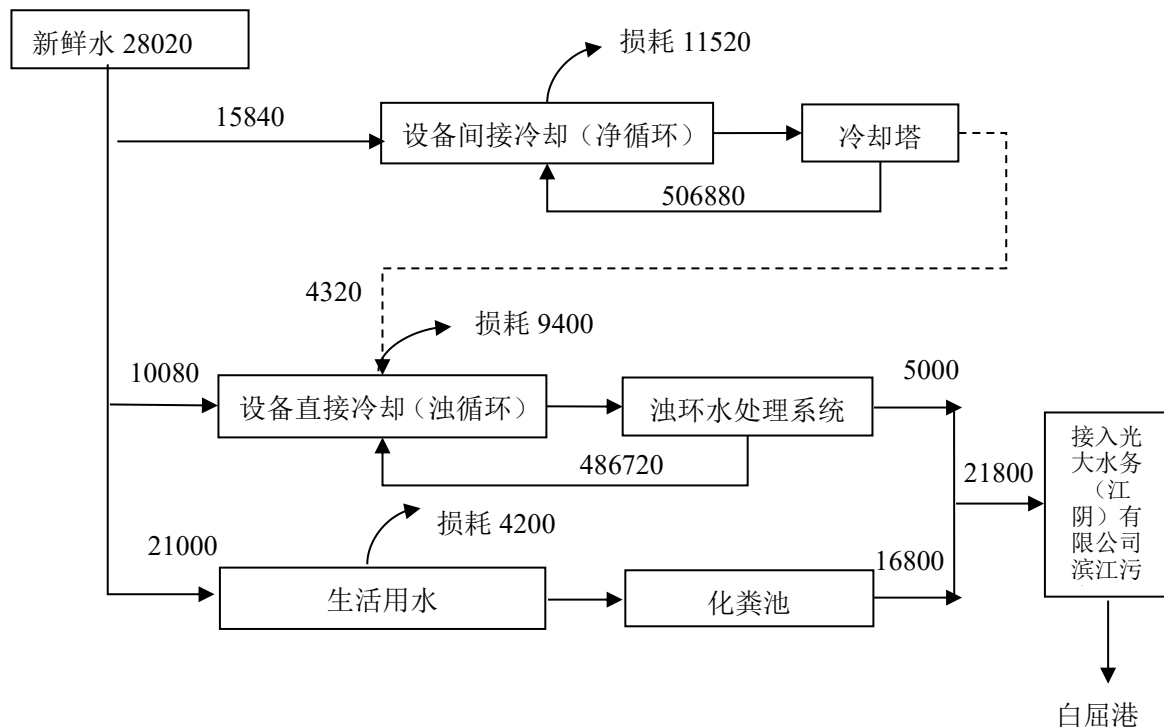 新鲜水 28020
损耗 11520
15840
设备间接冷却（净循环）
冷却塔
506880
4320
损耗 9400
10080
设备直接冷却（浊循环）
浊环水处理系统
5000
486720
接入光
大水务
（江
阴）有
限公司
滨江污
21800
损耗 4200
21000
生活用水
化粪池
16800
白屈港